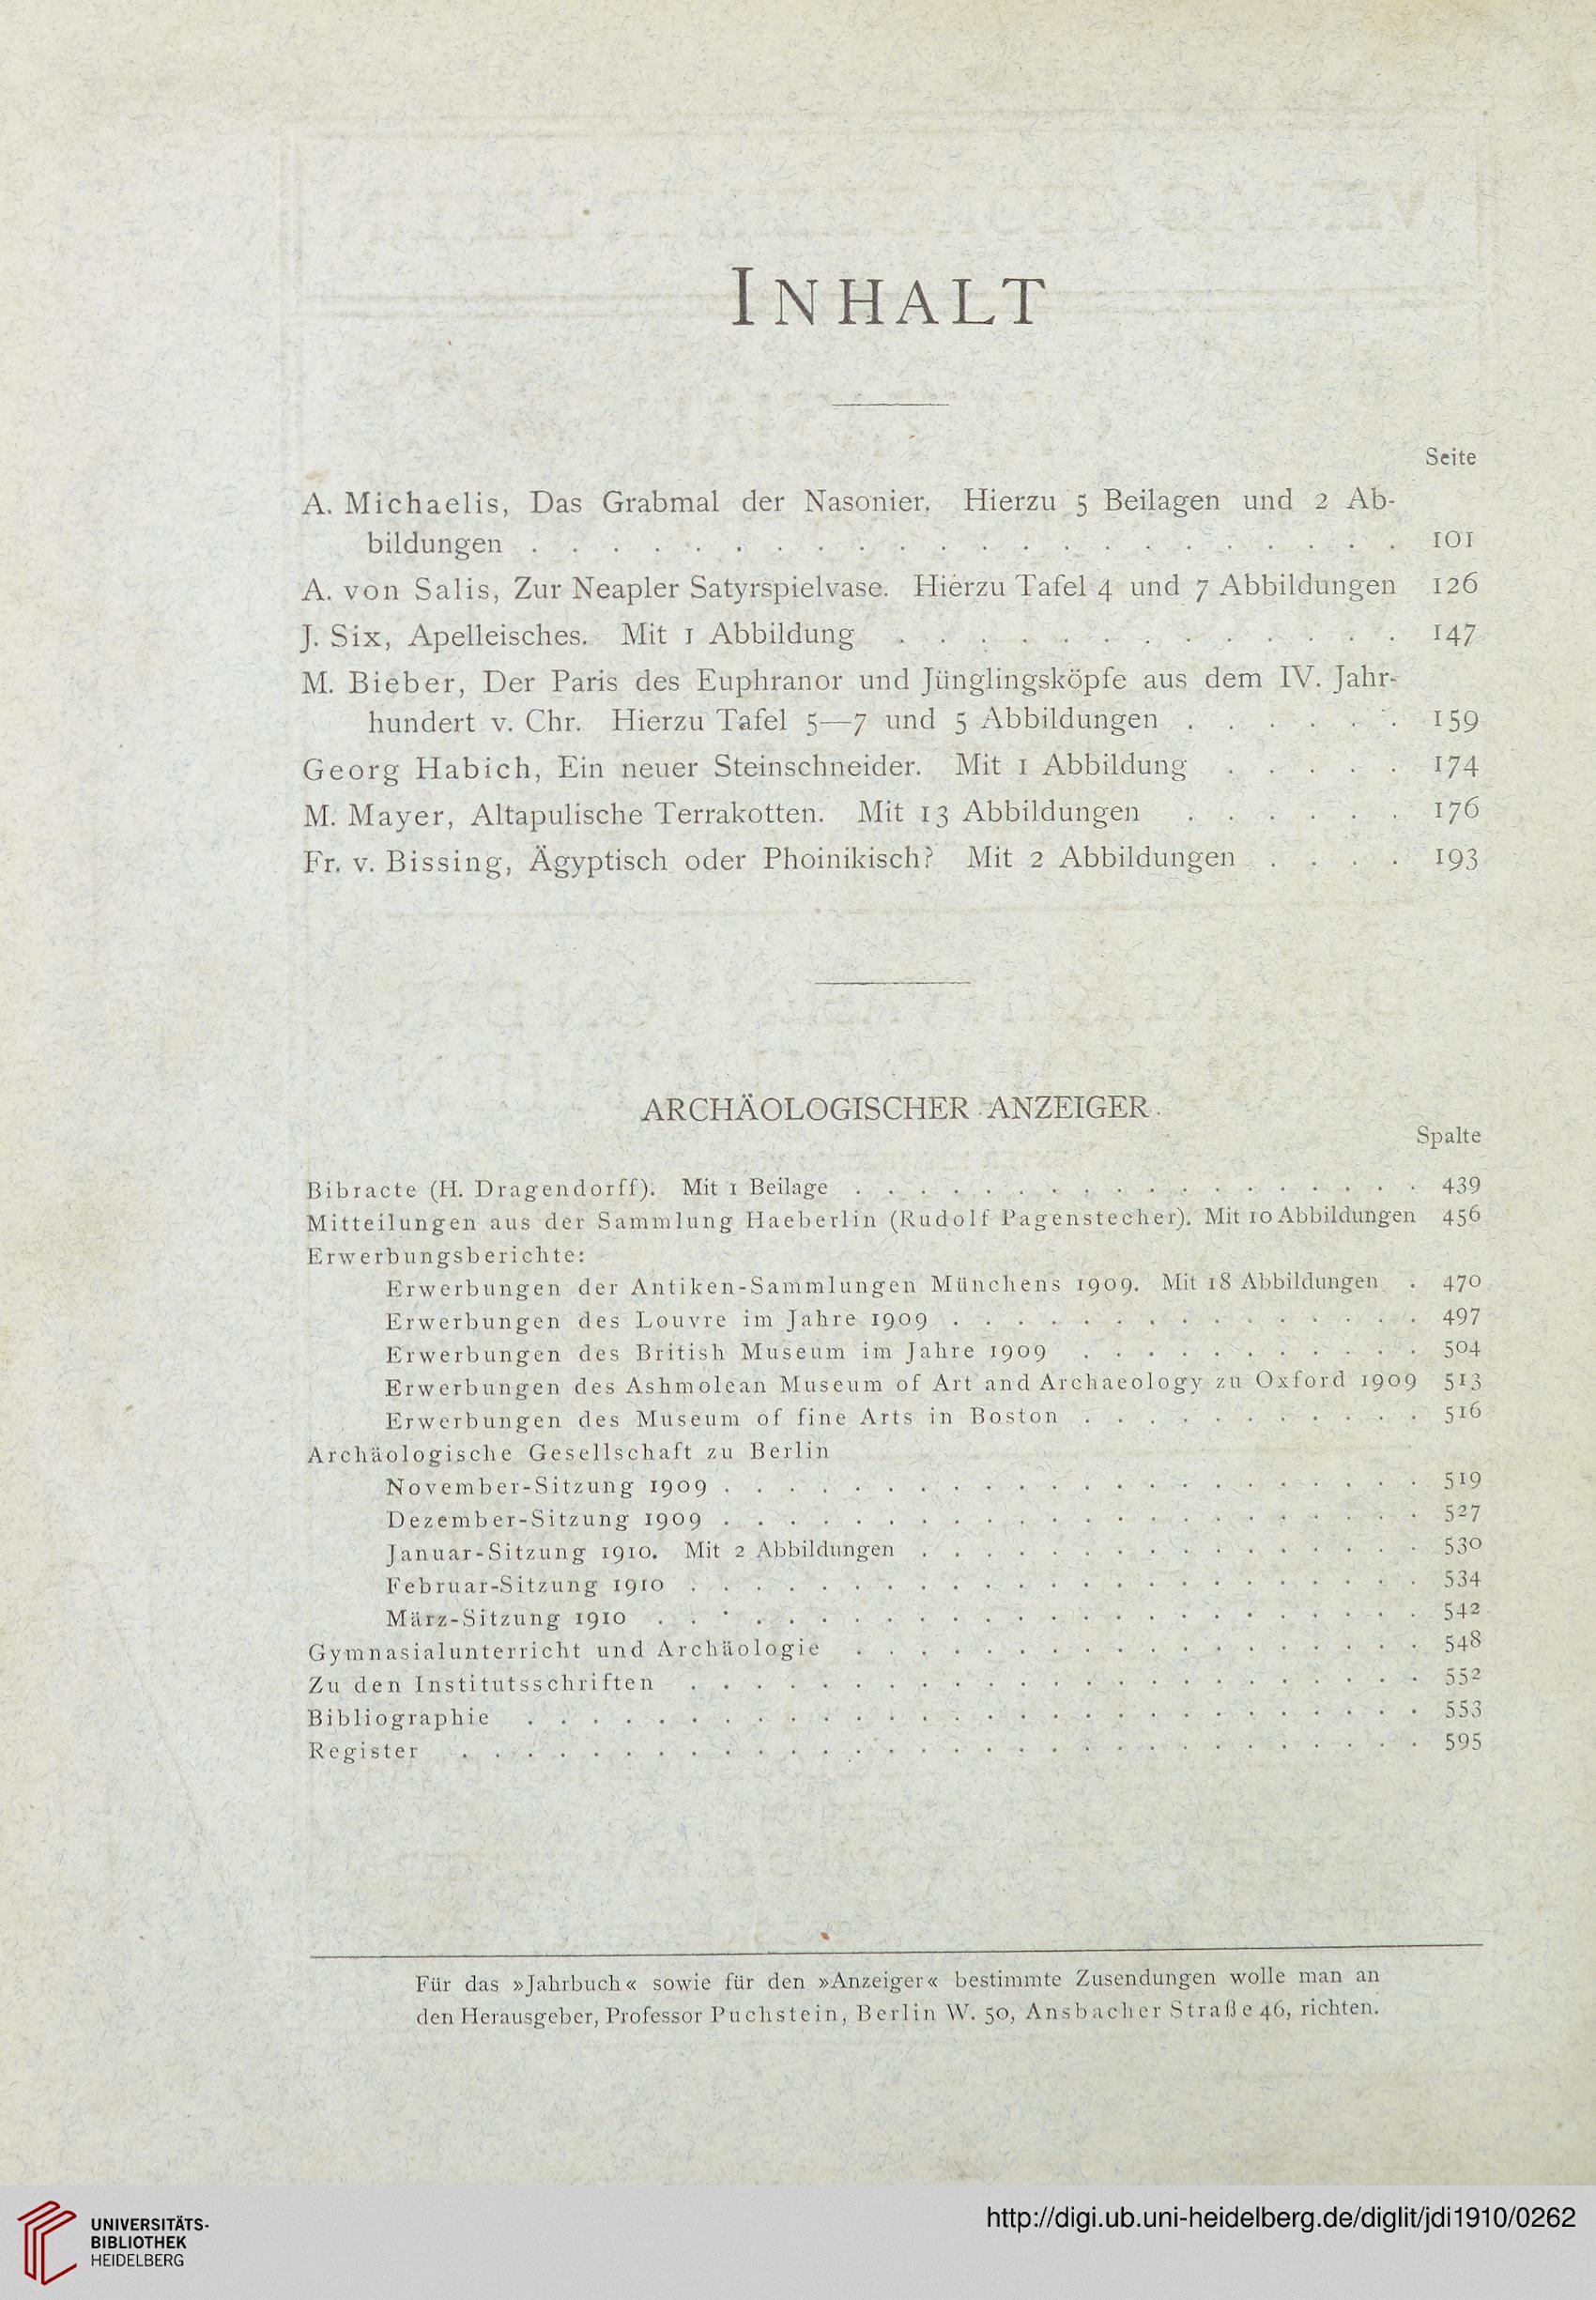 INHALT
Seite
A. Michaelis, Das Grabmal der Nasonier. Hierzu 5 Beilagen und 2 Ab-
bildungen . . . . . . . . . . . . . . . . . . . . . . 101
A. von Salis, Zur Neapler Satyrspielvase. Hierzu Tafel 4 und 7 Abbildungen 126
J. Six, Apelleisches. Mit 1 Abbildung . . . . . . . . . . . . 147
M. Bieber, Der Paris des Euphranor und Jünglingsköpfe aus dem IV. Jahr-
hundert v. Chr. Hierzu Tafel 5—7 und 5 Abbildungen . . . . . . 159
Georg Habich, Ein neuer Steinschneider. Mit 1 Abbildung . . . . . 174
M. Mayer, Altapulische Terrakotten. Mit 13 Abbildungen . . . . . . 176
Fr. v. Bissing, Ägyptisch oder Phoinikisch? Mit 2 Abbildungen . . . . 193
ARCHÄOLOGISCHER ANZEIGER.
Spalte
Bibracte (H. Dragendorff). Mit 1 Beilage . . . . . . . . . . . . . . . . . . 439
Mitteilungen aus der Sammlung Haeberlin (Rudolf Pagenstecher). Mit 10 Abbildungen 456
Erwerbungsberichte:
Erwerbungen der Antiken-Sammlungen Münchens 1909. Mit 18 Abbildungen . 470
Erwerbungen des Louvre im Jahre 1909 . . . . . . . . . . . . . . . 497
Erwerbungen des British Museum im Jahre 1909 . . . . . . . . . . . 504
Erwerbungen des Ashmolean Museum of Art and Archaeology zu Oxford 1909 513
Erwerbungen des Museum of fine Arts in Boston . . . . . . . . . . . 516
Archäologische Gesellschaft zu Berlin
November-Sitzung 1909 . . . . . . . . . . . . . . . . . . . . . . 519
Dezember-Sitzung 1909 . . . . . . . . . . . . . . . . . . . . . . 527
Januar-Sitzung 1910. Mit 2 Abbildungen . . . . . . . . . . . . . . . . 530
Februar-Sitzung 1910 . . . . . . . . . . . . . . . . . . . . . . . 534
März-Sitzung 1910 . . . . . . . . . . . . . . . . . . . . . . . . 542
Gymnasialunterricht und Archäologie . . . . . . . . . . . . . . . . . . 548
Zu den Institutsschriften . . . . . . . . . . . . . . . . . . . . . . . 552
Bibliographie . . . . . . . . . . . . . . . . . . . . . . . . . . . . 553
Register . . . . . . . . . . . . . . . . . . . . . . . . . . . . . . 595
Für das »Jahrbuch« sowie für den »Anzeiger« bestimmte Zusendungen wolle man an
den Herausgeber, Professor Puchstein, Berlin W. 50, Ansbacher Straße 46, richten.
UNIVERSITÄTS-
BIBLIOTHEK
HEIDELBERG
http://digi.ub.uni-heidelberg.de/diglit/jdi1910/0262